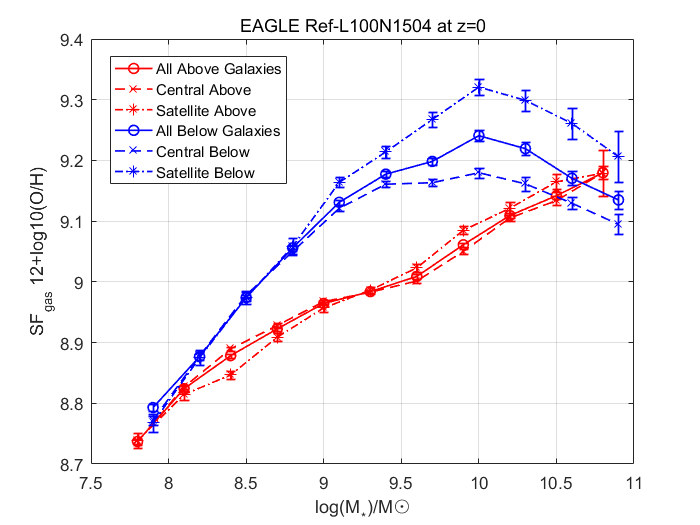 EAGLE Ref-L100N1504 at z=0
9.4
9.3
9.2
9.1
9
8.9
8.8
8.7
All Above Galaxies
Central Above
Satellite Above
All Below Galaxies
Central Below
Satellite Below
SFgas 12+log10(O/H)
7.5 8 8.5 9 9.5 10 10.5 11
log(M⋆)/M☉